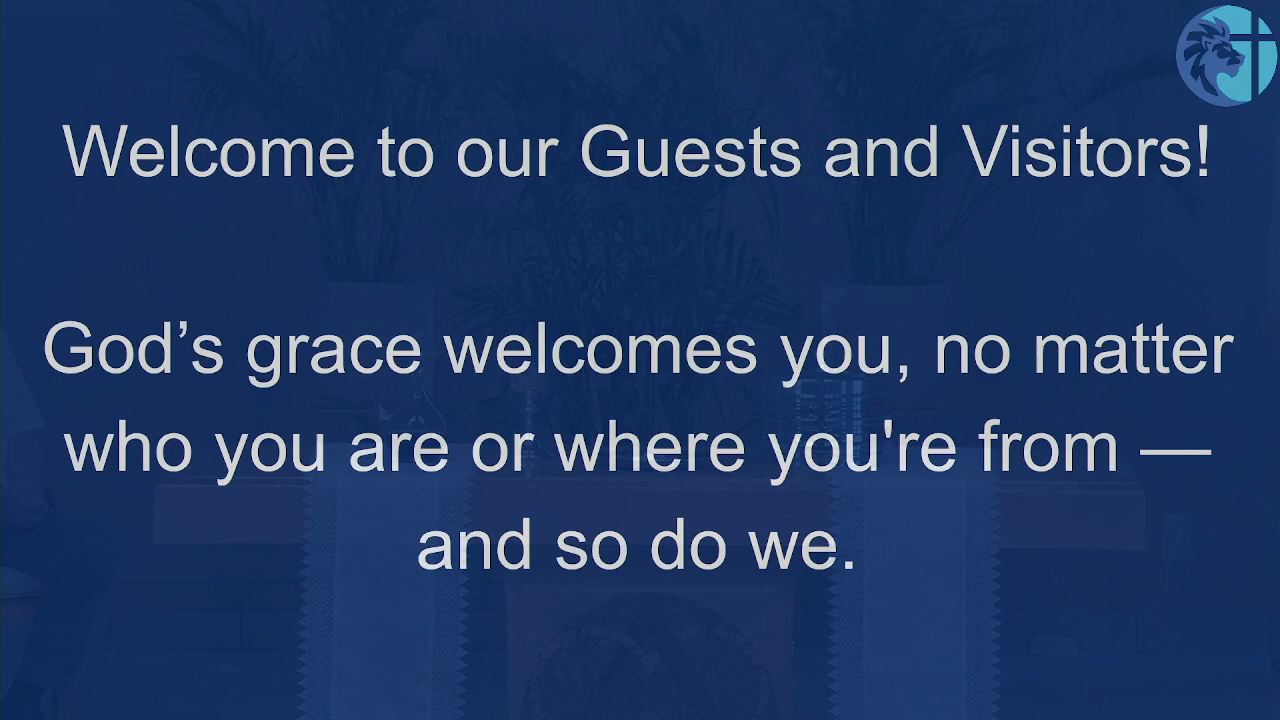 Welcome to our Guests and Visitors!
God’s grace welcomes you, no matter
who you are or where you're from —
and so do we.